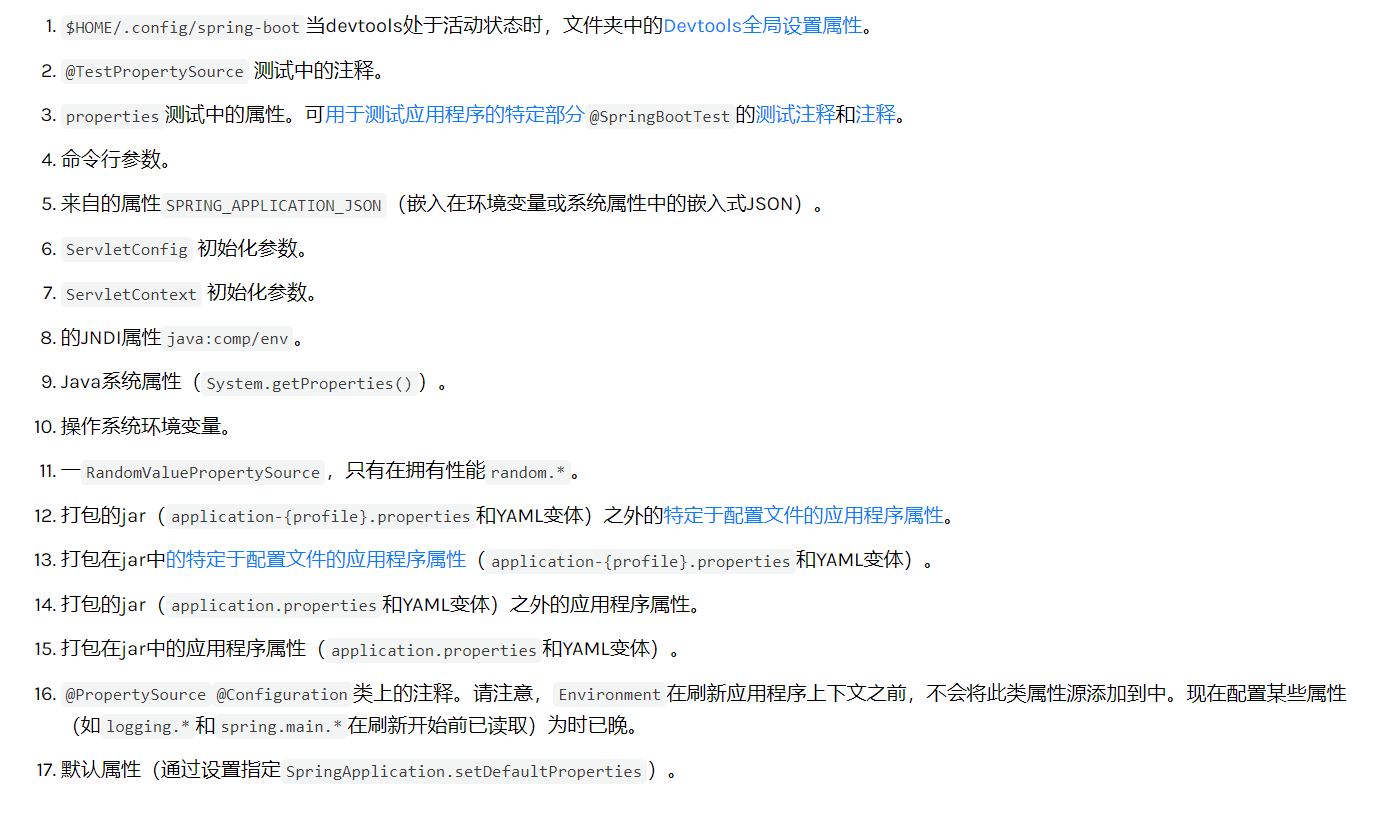 1. $HOME/.config/spring-boot 当devtools处于活动状态时，文件夹中的Devtools全局设置属性。
2. @TestPropertySource 测试中的注释。
3. properties 测试中的属性。可用于测试应用程序的特定部分 @SpringBootTest 的测试注释和注释。
4. 命令行参数。
5. 来自的属性 SPRING_APPLICATION_JSON （嵌入在环境变量或系统属性中的嵌入式JSON）。
6. ServletConfig 初始化参数。
7. ServletContext 初始化参数。
8. 的JNDI属性 java:comp/env 。
9. Java系统属性（ System.getProperties() ）。
10. 操作系统环境变量。
11. 一 RandomValuePropertySource ，只有在拥有性能 random.* 。
12. 打包的jar（ application-{profile}.properties 和YAML变体）之外的特定于配置文件的应用程序属性。
13. 打包在jar中的特定于配置文件的应用程序属性（ application-{profile}.properties 和YAML变体）。
14. 打包的jar（ application.properties 和YAML变体）之外的应用程序属性。
15. 打包在jar中的应用程序属性（ application.properties 和YAML变体）。
16. @PropertySource @Configuration 类上的注释。请注意， Environment 在刷新应用程序上下文之前，不会将此类属性源添加到中。现在配置某些属性
（如 logging.* 和 spring.main.* 在刷新开始前已读取）为时已晚。
17. 默认属性（通过设置指定 SpringApplication.setDefaultProperties ）。